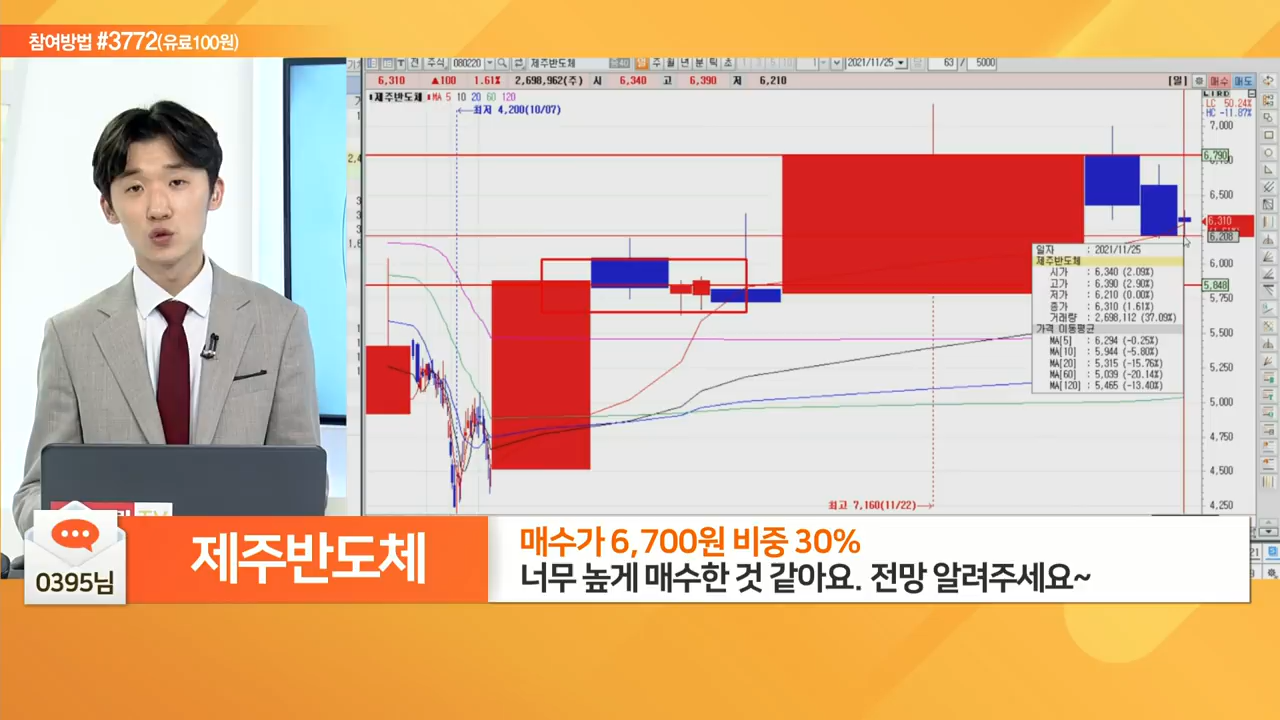 참여방법 #3772(유료100원)
주식 080220 제주반도체 일 주 월 년 분 틱 초 2021/11/25 63 / 5000
6,310 ▲100 1.61% 2,698,962(주) 시 6,340 고 6,390 저 6,210 [일] 매수 매도
제주반도체 MA 5 10 20 60 120
LC 50.24%
HC -11.87%
최저 4,200(10/07)
7,000
6,790
6,500
6,310
6,208
6,000
5,848
5,750
5,500
5,250
5,000
4,750
4,500
4,250
일자 : 2021/11/25
제주반도체
시가 : 6,340 (2.09%)
고가 : 6,390 (2.90%)
저가 : 6,210 (0.00%)
종가 : 6,310 (1.61%)
거래량 : 2,698,112 (37.09%)
가격 이동평균
MA[5] : 6,294 (-0.25%)
MA[10] : 5,944 (-5.80%)
MA[20] : 5,315 (-15.76%)
MA[60] : 5,039 (-20.14%)
MA[120] : 5,465 (-13.40%)
최고 7,160(11/22)
0395님
제주반도체
매수가 6,700원 비중 30%
너무 높게 매수한 것 같아요. 전망 알려주세요~